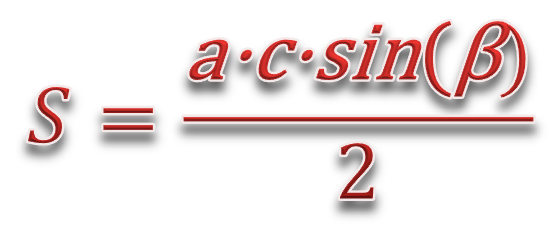 S = a·c·sin(β) / 2